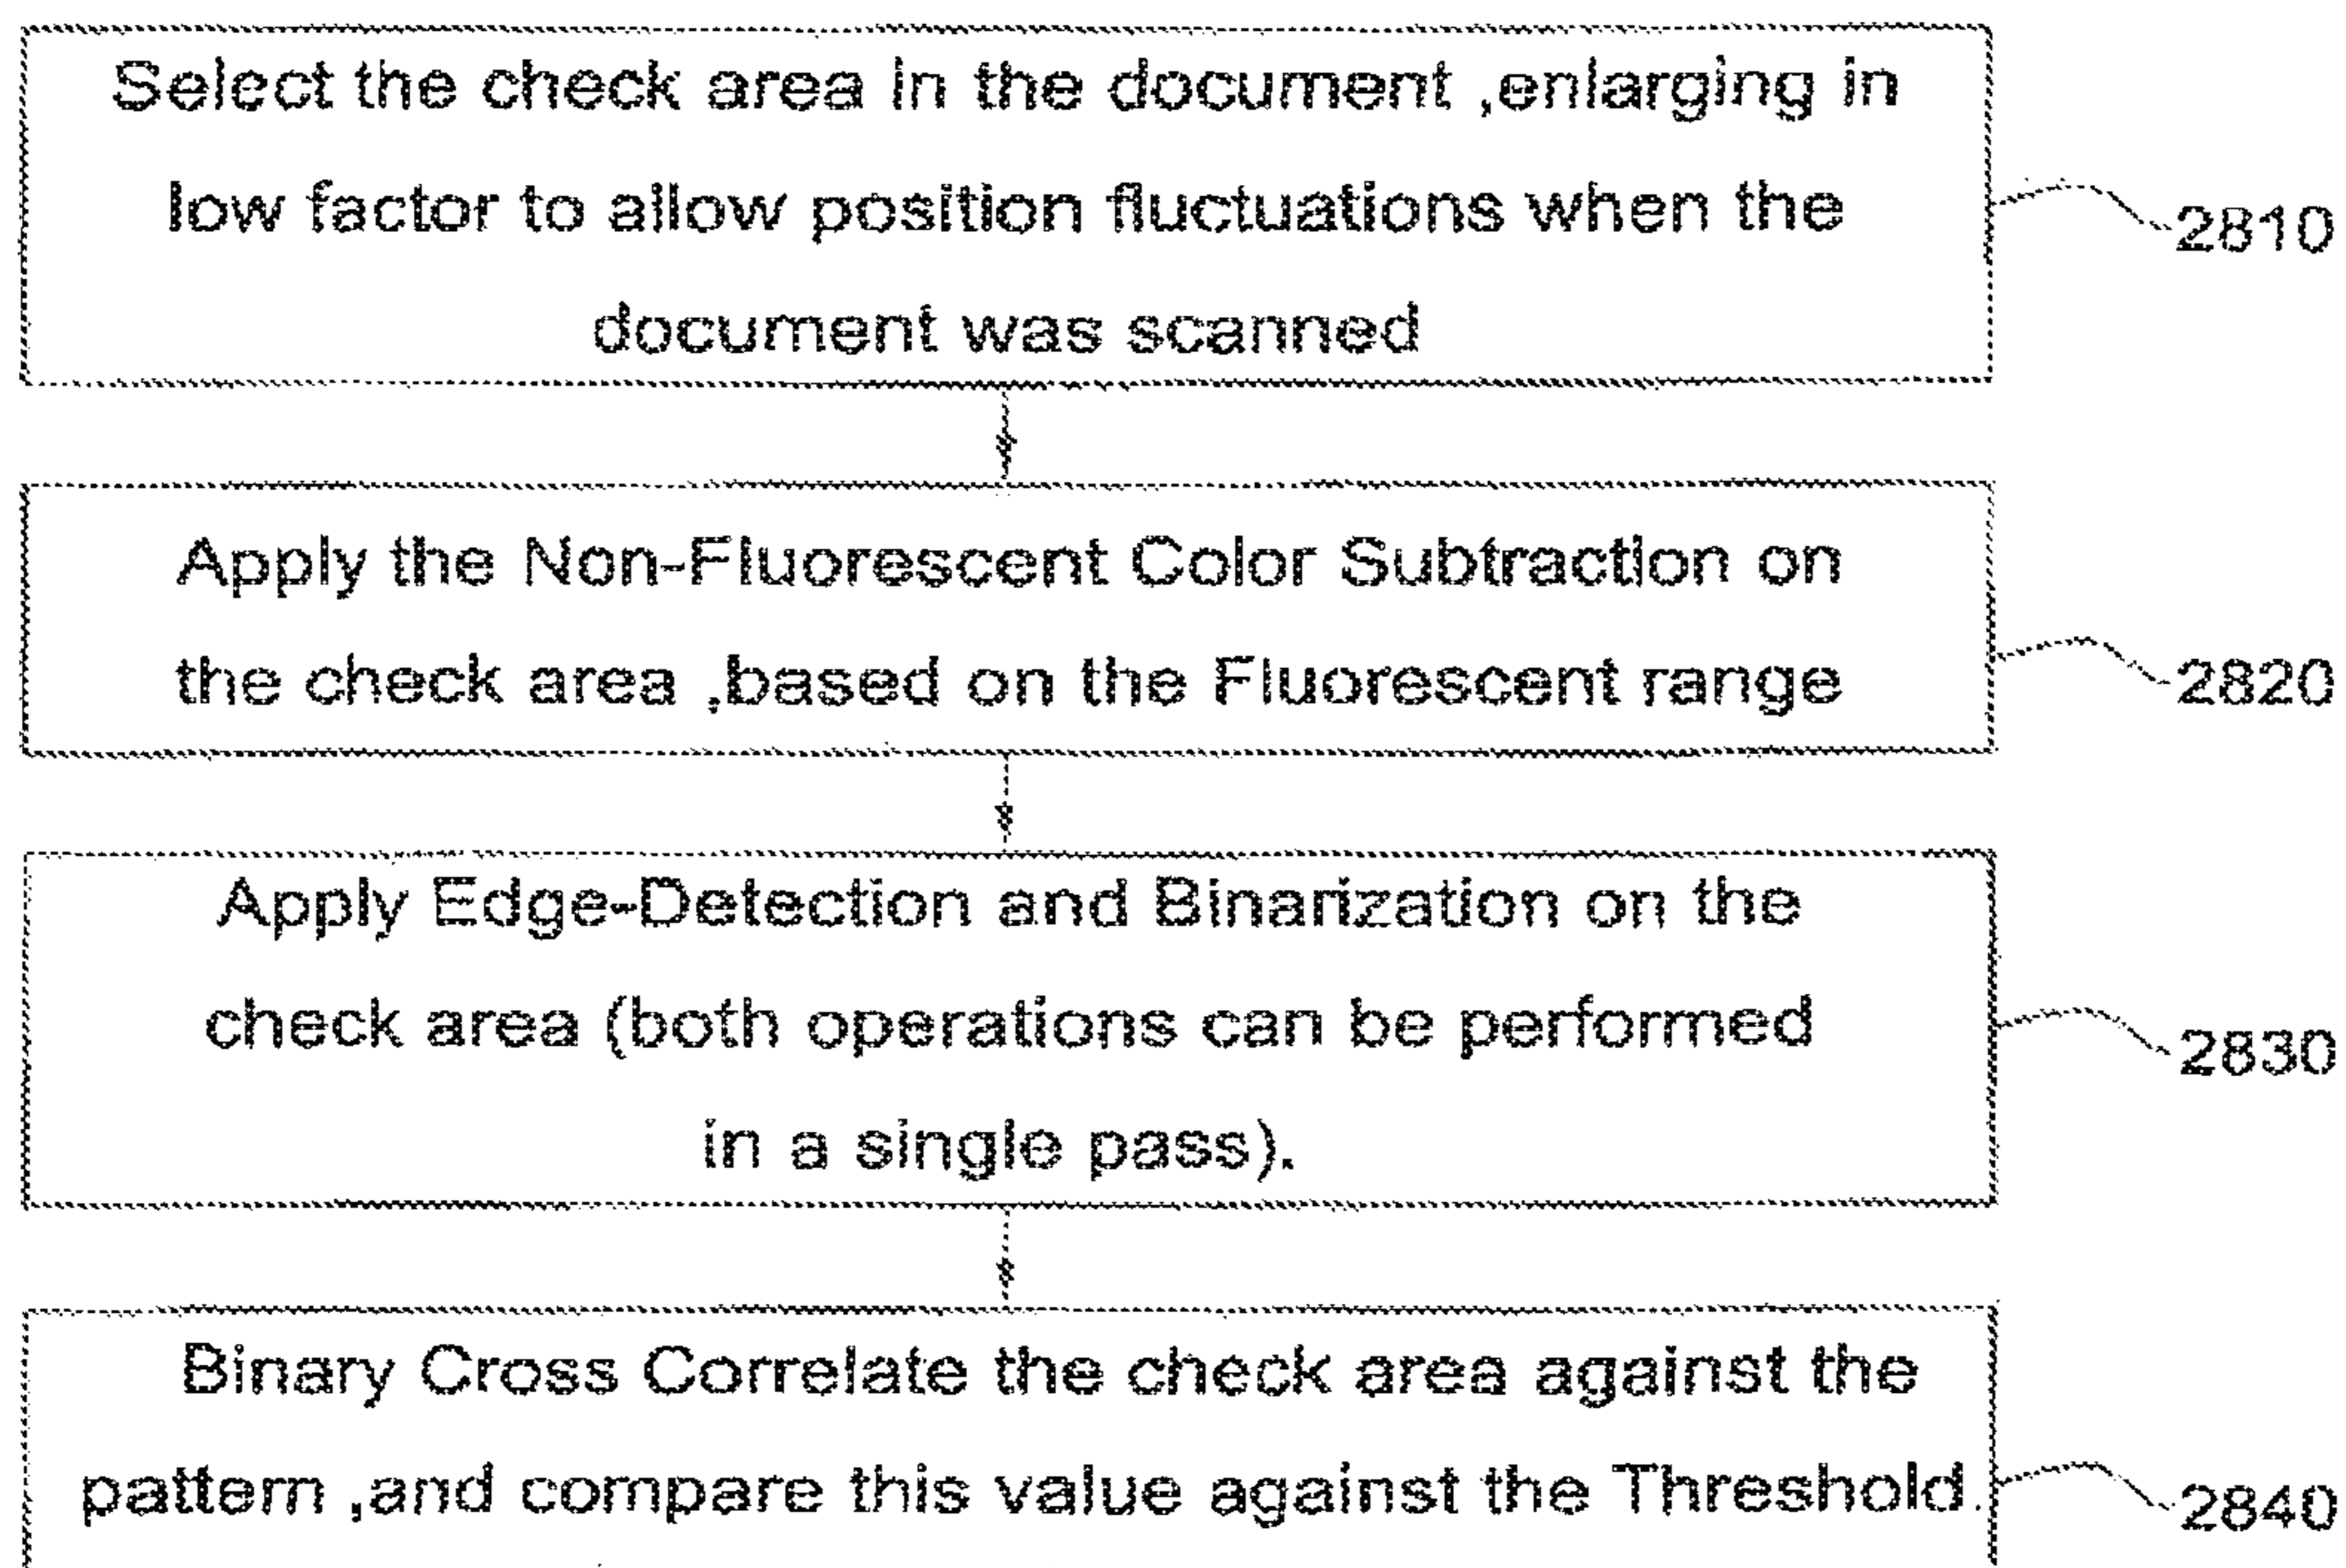 Select the check area in the document ,enlarging in
low factor to allow position fluctuations when the
document was scanned
2810
Apply the Non-Fluorescent Color Subtraction on
the check area ,based on the Fluorescent range
2820
Apply Edge-Detection and Binarization on the
check area (both operations can be performed
in a single pass).
2830
Binary Cross Correlate the check area against the
pattern ,and compare this value against the Threshold.
2840